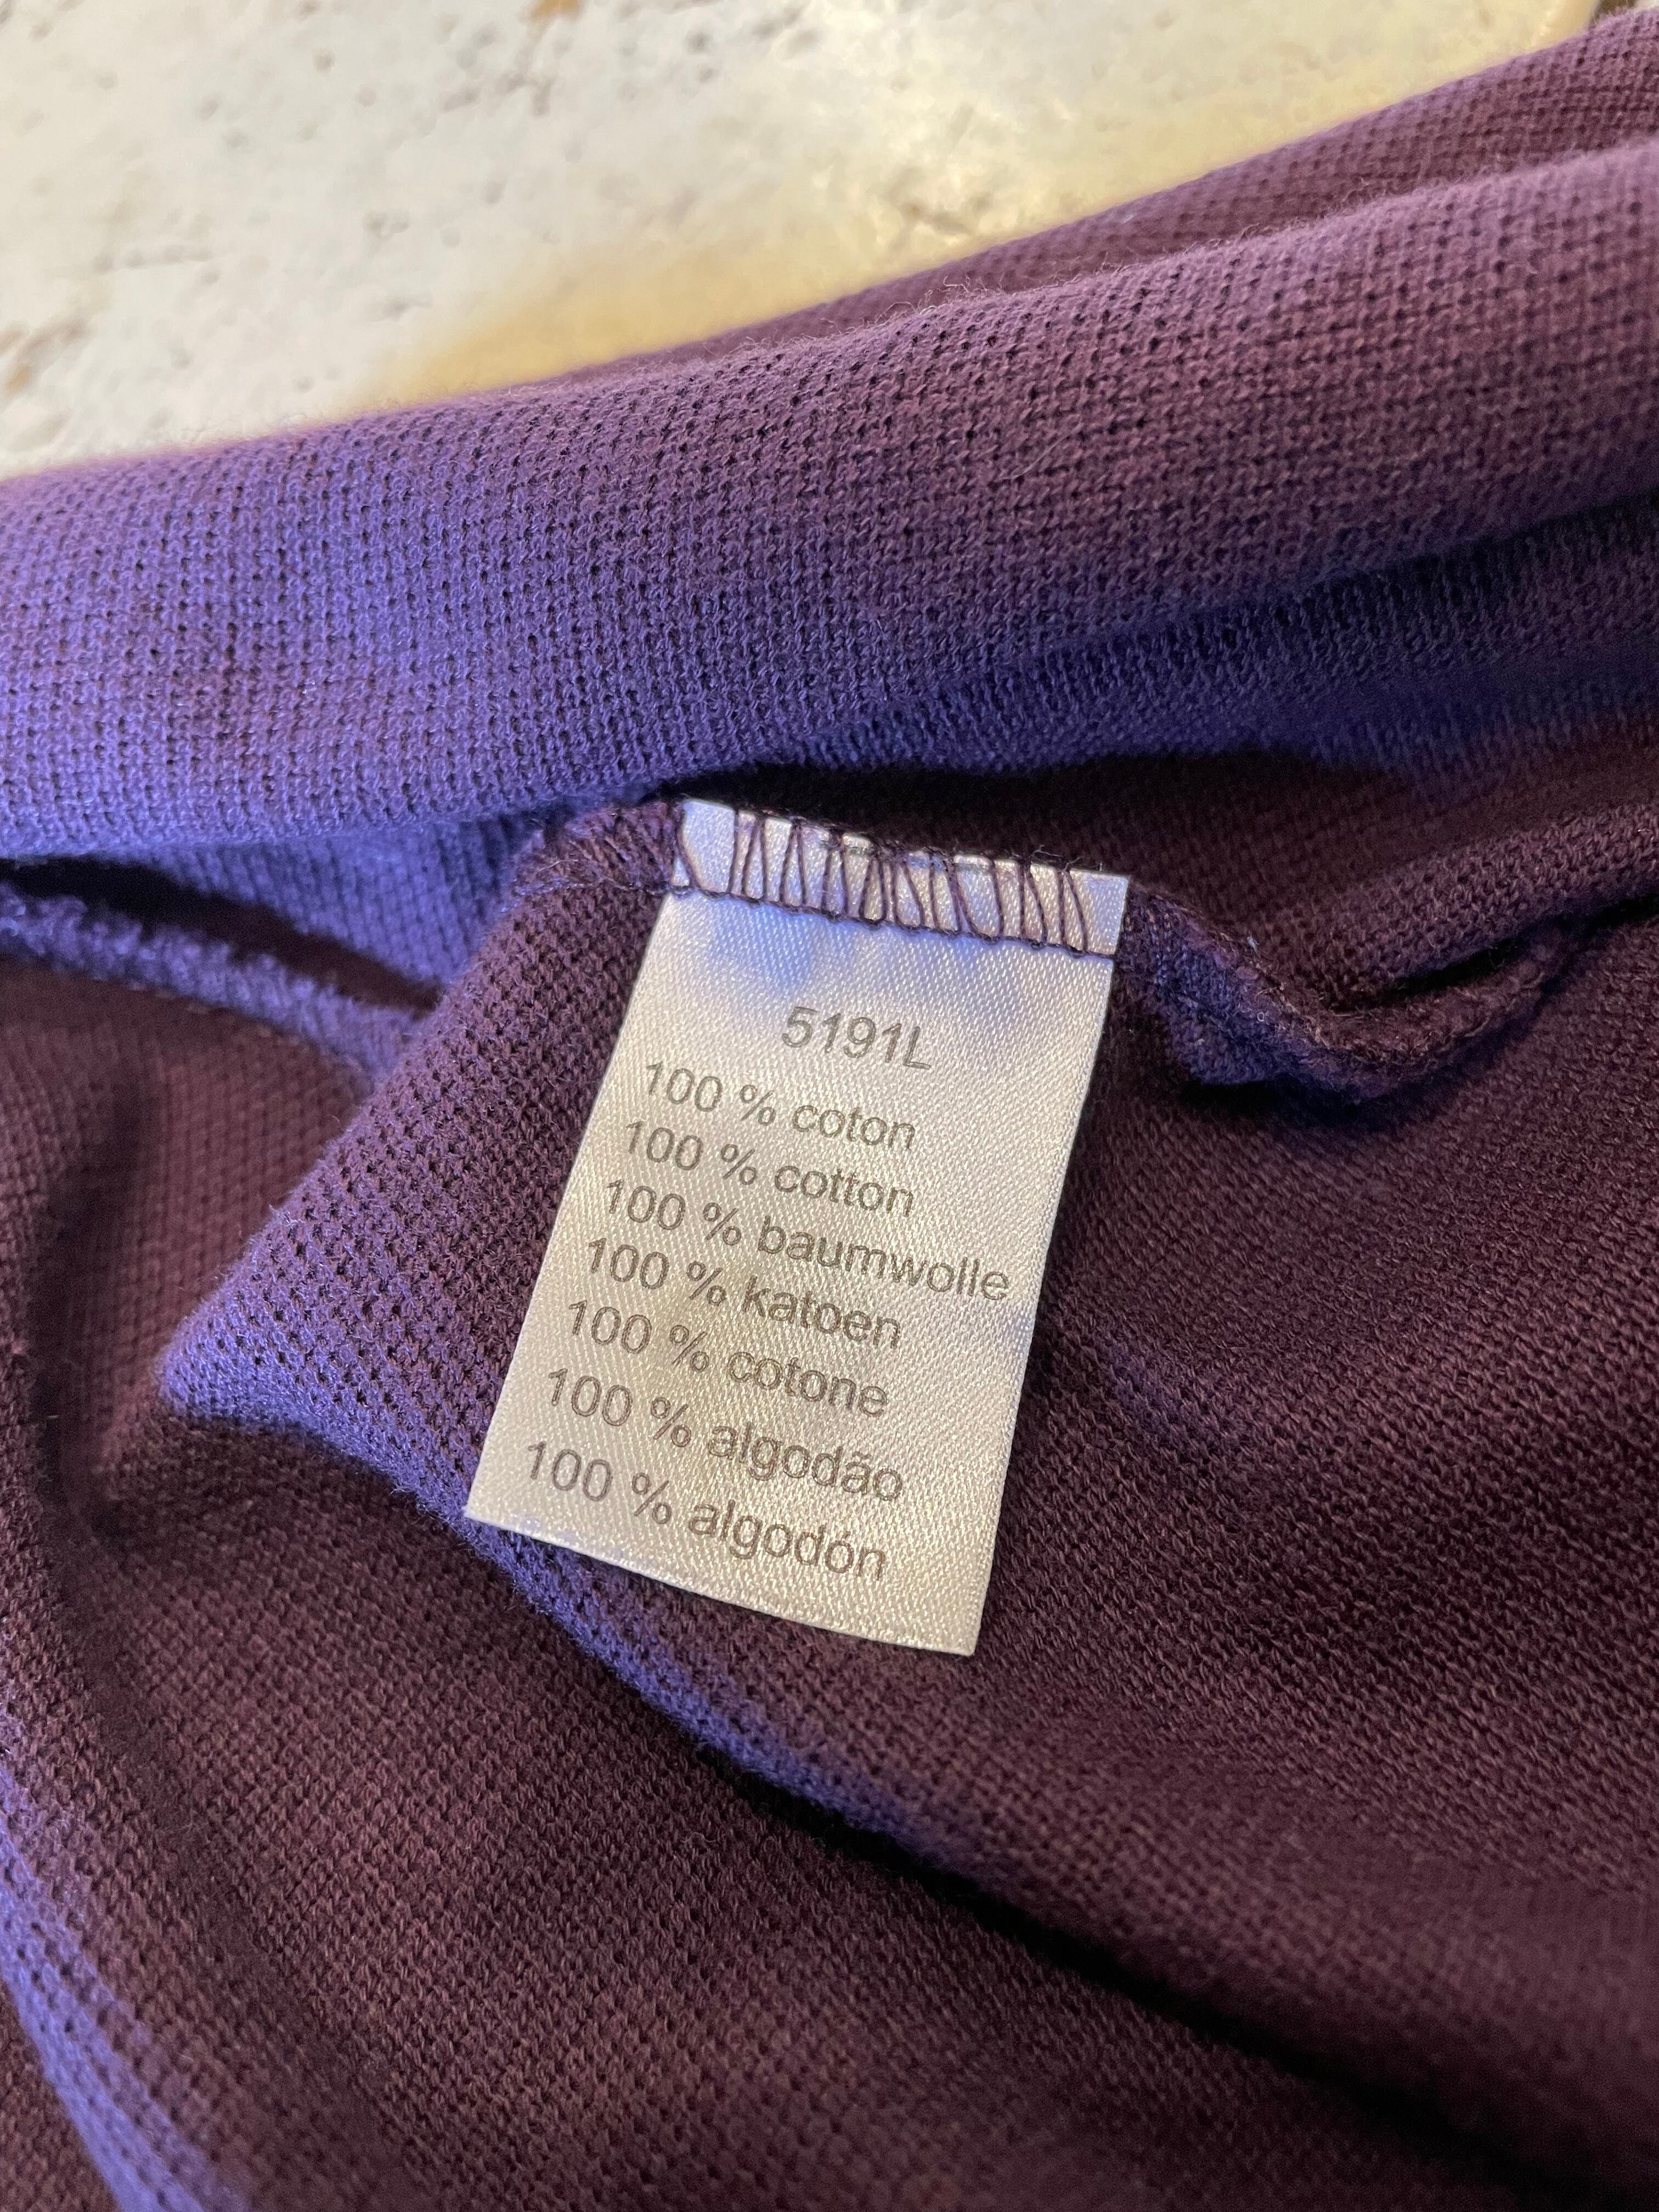 5191L
100 % coton
100 % cotton
100 % baumwolle
100 % katoen
100 % cotone
100 % algodão
100 % algodón